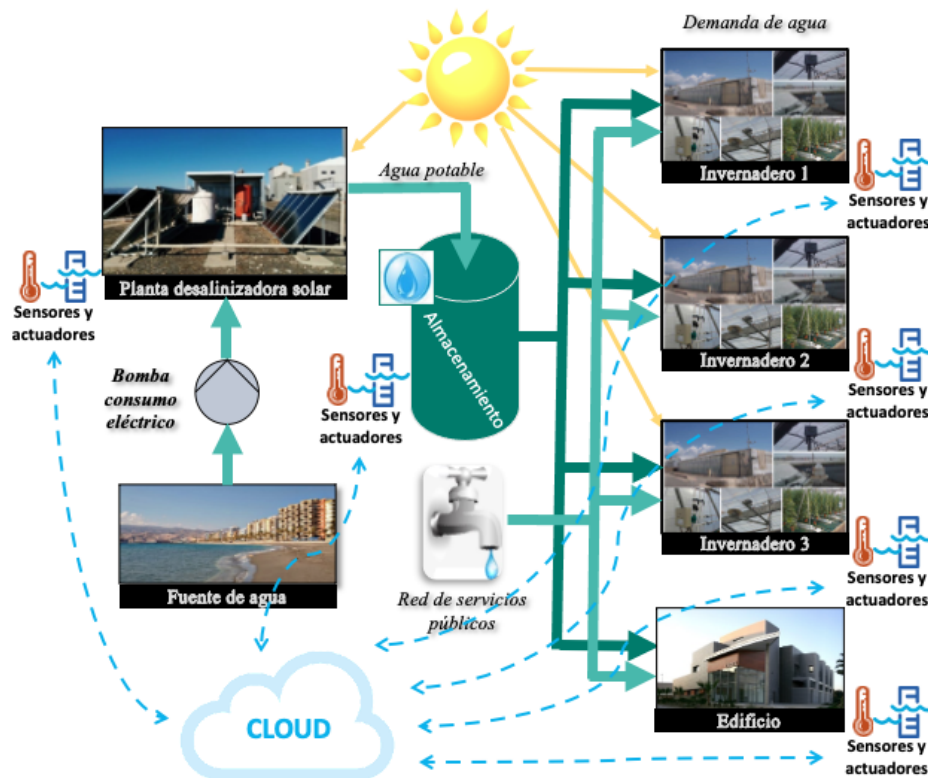 Demanda de agua
Agua potable
Invernadero 1
Sensores y
actuadores
Planta desalinizadora solar
Sensores y
actuadores
Almacenamiento
Invernadero 2
Sensores y
actuadores
Bomba
consumo
eléctrico
Sensores y
actuadores
Invernadero 3
Sensores y
actuadores
Fuente de agua
Red de servicios
públicos
CLOUD
Edificio
Sensores y
actuadores